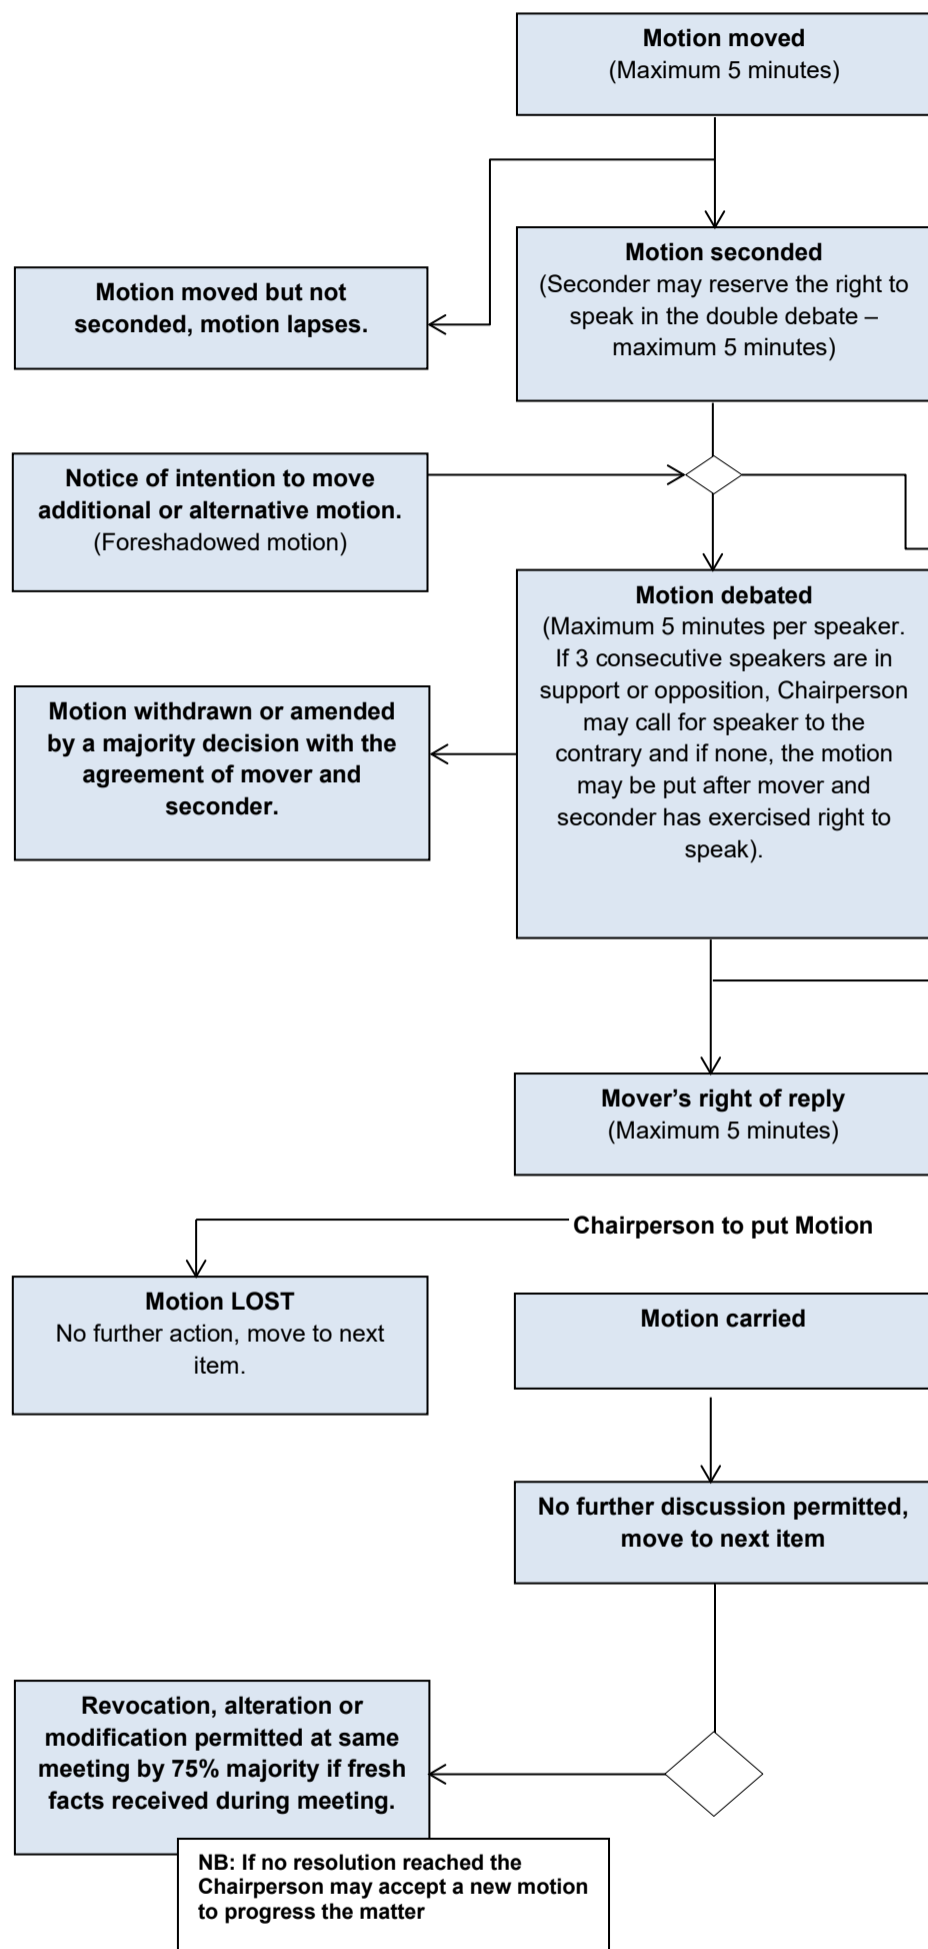 Motion moved
(Maximum 5 minutes)
Motion seconded
(Seconder may reserve the right to
speak in the double debate –
maximum 5 minutes)
Motion moved but not
seconded, motion lapses.
Notice of intention to move
additional or alternative motion.
(Foreshadowed motion)
Motion debated
(Maximum 5 minutes per speaker.
If 3 consecutive speakers are in
support or opposition, Chairperson
may call for speaker to the
contrary and if none, the motion
may be put after mover and
seconder has exercised right to
speak).
Motion withdrawn or amended
by a majority decision with the
agreement of mover and
seconder.
Mover’s right of reply
(Maximum 5 minutes)
Chairperson to put Motion
Motion LOST
No further action, move to next
item.
Motion carried
No further discussion permitted,
move to next item
Revocation, alteration or
modification permitted at same
meeting by 75% majority if fresh
facts received during meeting.
NB: If no resolution reached the
Chairperson may accept a new motion
to progress the matter